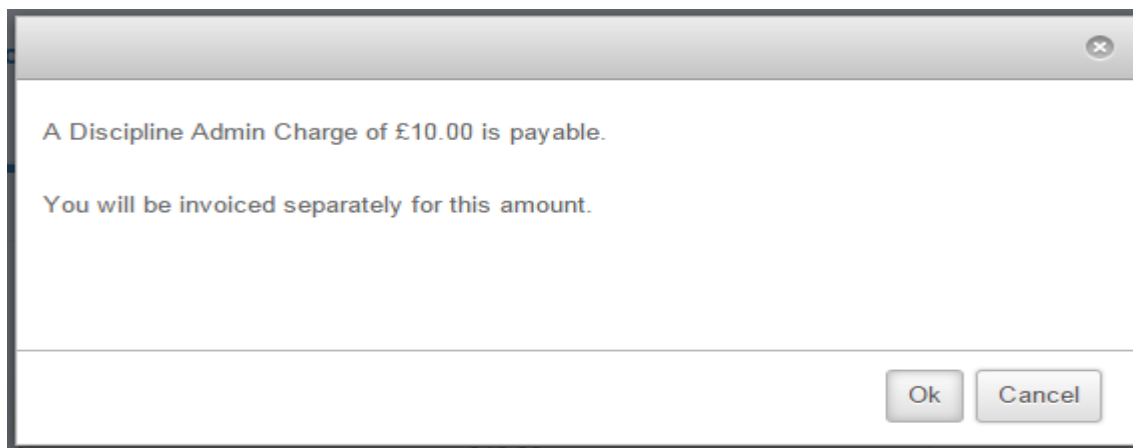 A Discipline Admin Charge of £10.00 is payable.
You will be invoiced separately for this amount.
Ok Cancel